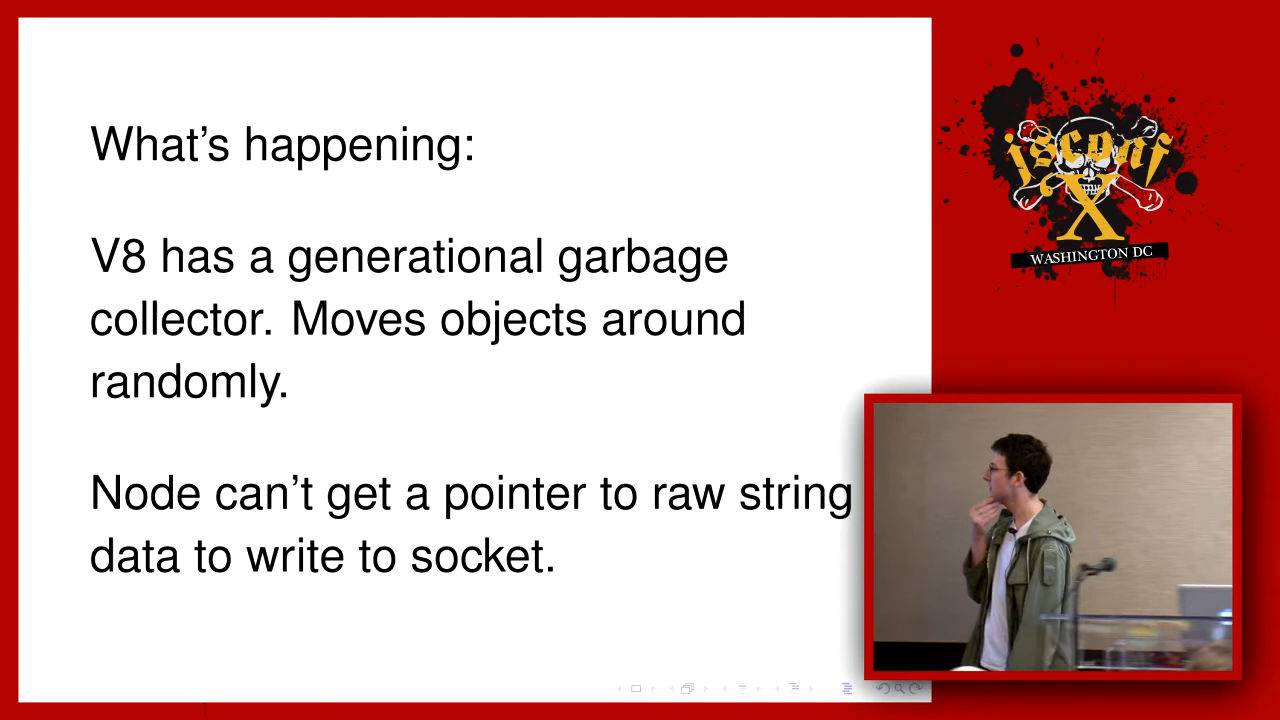 What's happening:
V8 has a generational garbage
collector. Moves objects around
randomly.
Node can't get a pointer to raw string
data to write to socket.
jsconf
X
WASHINGTON DC